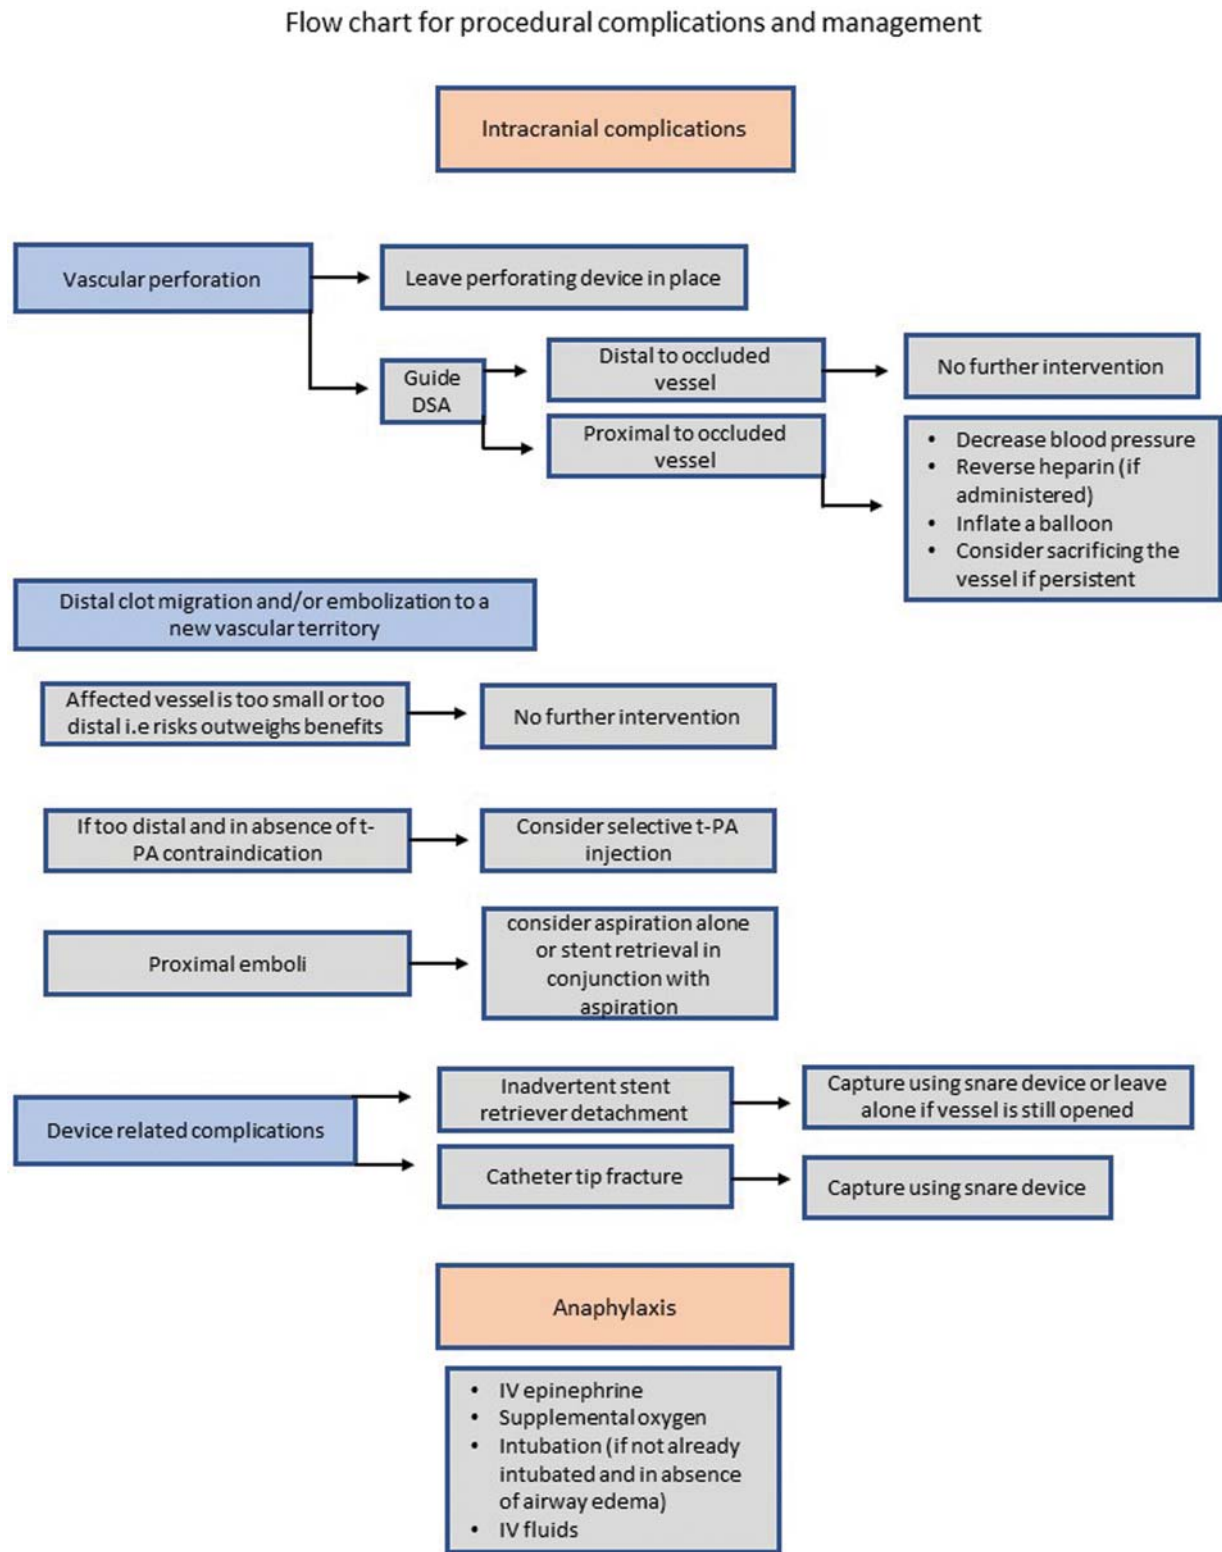 Flow chart for procedural complications and management
Intracranial complications
Vascular perforation
Leave perforating device in place
Guide
DSA
Distal to occluded
vessel
No further intervention
Proximal to occluded
vessel
• Decrease blood pressure
• Reverse heparin (if
administered)
• Inflate a balloon
• Consider sacrificing the
vessel if persistent
Distal clot migration and/or embolization to a
new vascular territory
Affected vessel is too small or too
distal i.e risks outweighs benefits
No further intervention
If too distal and in absence of t-
PA contraindication
Consider selective t-PA
injection
Proximal emboli
consider aspiration alone
or stent retrieval in
conjunction with
aspiration
Device related complications
Inadvertent stent
retriever detachment
Capture using snare device or leave
alone if vessel is still opened
Catheter tip fracture
Capture using snare device
Anaphylaxis
• IV epinephrine
• Supplemental oxygen
• Intubation (if not already
intubated and in absence
of airway edema)
• IV fluids